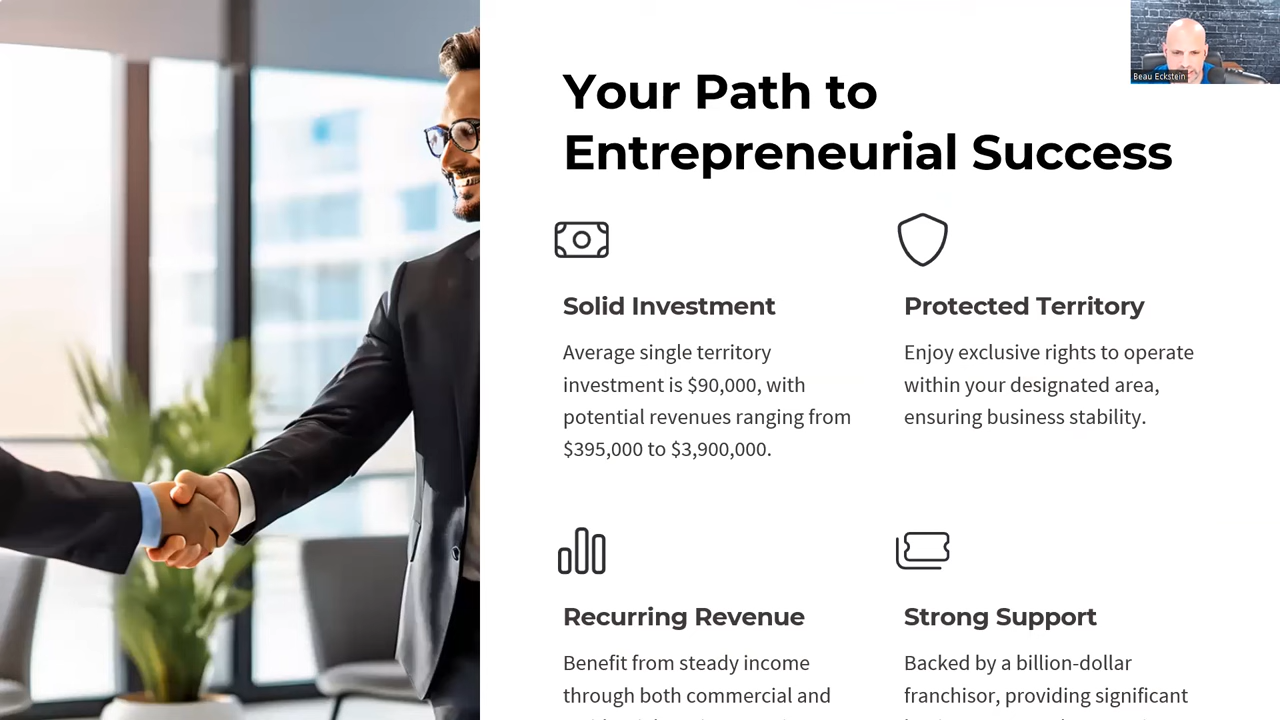 Your Path to
Entrepreneurial Success
Beau Eckstein
Solid Investment
Average single territory
investment is $90,000, with
potential revenues ranging from
$395,000 to $3,900,000.
Protected Territory
Enjoy exclusive rights to operate
within your designated area,
ensuring business stability.
Recurring Revenue
Benefit from steady income
through both commercial and
Strong Support
Backed by a billion-dollar
franchisor, providing significant